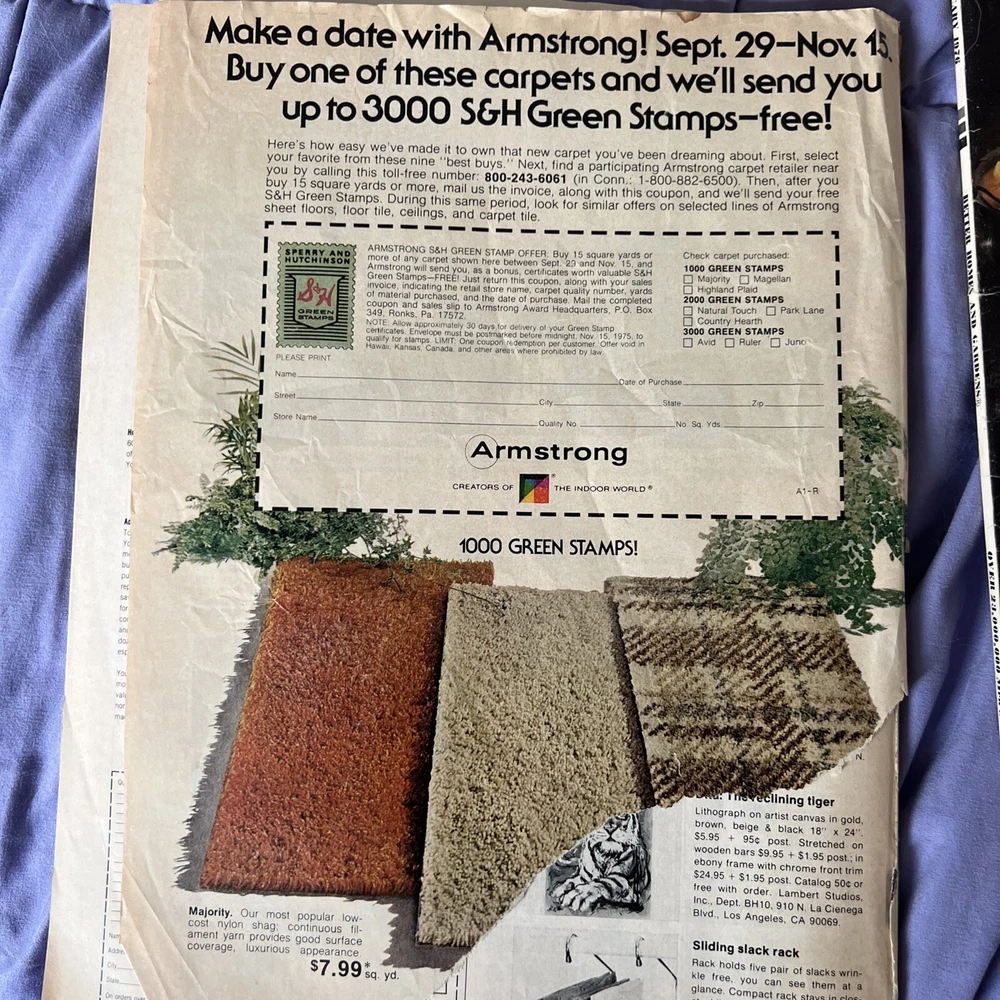 Make a date with Armstrong! Sept. 29–Nov. 15.
Buy one of these carpets and we'll send you
up to 3000 S&H Green Stamps–free!
Here's how easy we've made it to own that new carpet you've been dreaming about. First, select
your favorite from these nine "best buys." Next, find a participating Armstrong carpet retailer near
you by calling this toll-free number: 800-243-6061 (in Conn.: 1-800-882-6500). Then, after you
buy 15 square yards or more, mail us the invoice, along with this coupon, and we'll send your free
S&H Green Stamps. During this same period, look for similar offers on selected lines of Armstrong
sheet floors, floor tile, ceilings, and carpet tile.
SPERRY AND
HUTCHINSON
S&H
GREEN
STAMPS
ARMSTRONG S&H GREEN STAMP OFFER: Buy 15 square yards or
more of any carpet shown here between Sept. 29 and Nov. 15, and
Armstrong will send you, as a bonus, certificates worth valuable S&H
Green Stamps—FREE! Just return this coupon, along with your sales
invoice, indicating the retail store name, carpet quality number, yards
of material purchased, and the date of purchase. Mail the completed
coupon and sales slip to Armstrong Award Headquarters, P.O. Box
349, Ronks, Pa. 17572.
NOTE: Allow approximately 30 days for delivery of your Green Stamp
certificates. Envelope must be postmarked before midnight, Nov. 15, 1975, to
qualify for stamps. LIMIT: One coupon redemption per customer. Offer void in
Hawaii, Kansas, Canada, and other areas where prohibited by law.
Check carpet purchased:
1000 GREEN STAMPS
☐ Majority ☐ Magellan
☐ Highland Plaid
2000 GREEN STAMPS
☐ Natural Touch ☐ Park Lane
☐ Country Hearth
3000 GREEN STAMPS
☐ Avid ☐ Ruler ☐ Juno
PLEASE PRINT
Name Date of Purchase
Street City State Zip
Store Name Quality No. No. Sq. Yds.
Armstrong
CREATORS OF THE INDOOR WORLD®
A1-R
1000 GREEN STAMPS!
Majority. Our most popular low-
cost nylon shag; continuous fil-
ament yarn provides good surface
coverage, luxurious appearance.
$7.99* sq. yd.
N.
The reclining tiger
Lithograph on artist canvas in gold,
brown, beige & black 18" x 24".
$5.95 + 95¢ post. Stretched on
wooden bars $9.95 + $1.95 post.; in
ebony frame with chrome front trim
$24.95 + $1.95 post. Catalog 50¢ or
free with order. Lambert Studios,
Inc., Dept. BH10, 910 N. La Cienega
Blvd., Los Angeles, CA 90069.
Sliding slack rack
Rack holds five pair of slacks wrin-
kle free, you can see them at a
glance. Compact rack stays in clos-
City
State
On orders over
BETTER HOMES AND GARDENS®